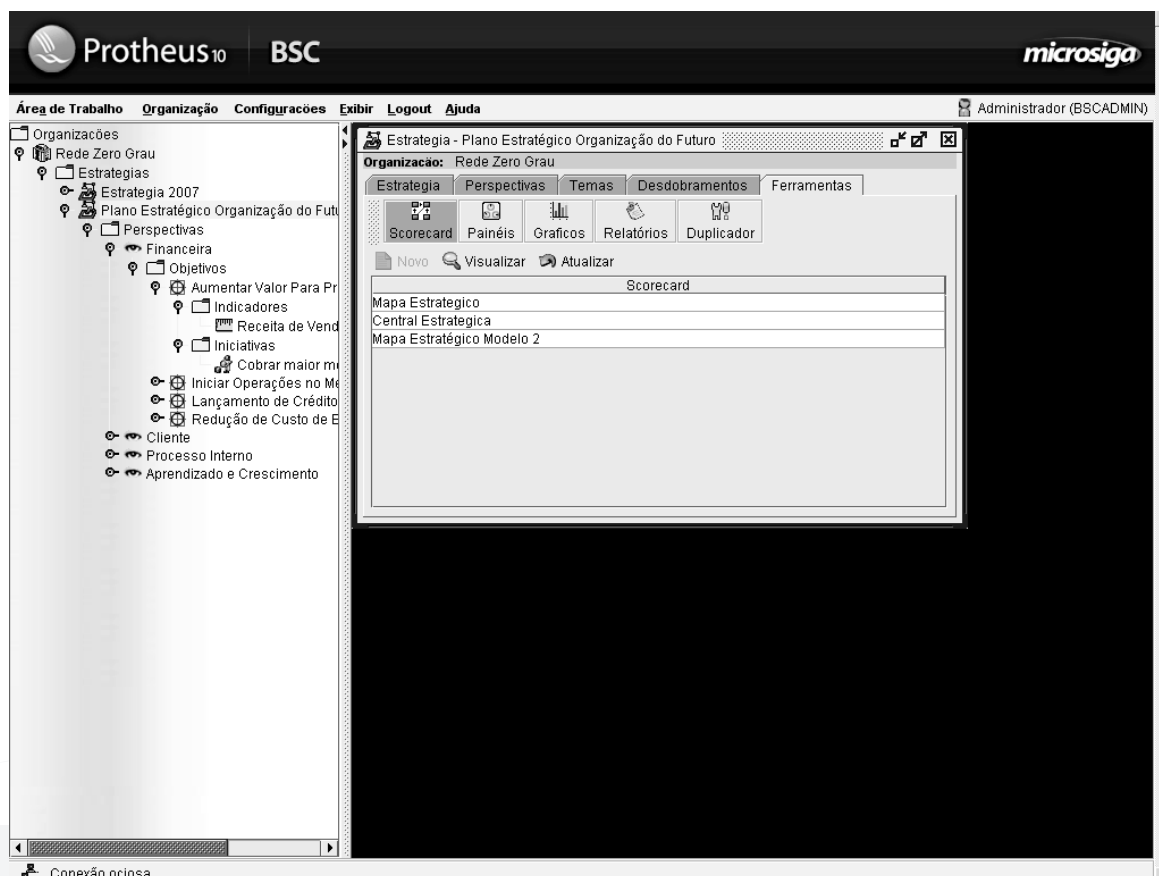 Protheus 10 BSC microsiga
Área de Trabalho Organização Configuracões Exibir Logout Ajuda Administrador (BSCADMIN)
Organizacões
Rede Zero Grau
Estrategias
Estrategia 2007
Plano Estratégico Organização do Futu
Perspectivas
Financeira
Objetivos
Aumentar Valor Para Pr
Indicadores
Receita de Vend
Iniciativas
Cobrar maior m
Iniciar Operações no Me
Lançamento de Crédito
Redução de Custo de E
Cliente
Processo Interno
Aprendizado e Crescimento
Estrategia - Plano Estratégico Organização do Futuro
Organizacão: Rede Zero Grau
Estrategia Perspectivas Temas Desdobramentos Ferramentas
Scorecard Painéis Graficos Relatórios Duplicador
Novo Visualizar Atualizar
Scorecard
Mapa Estrategico
Central Estrategica
Mapa Estratégico Modelo 2
Conexão ociosa